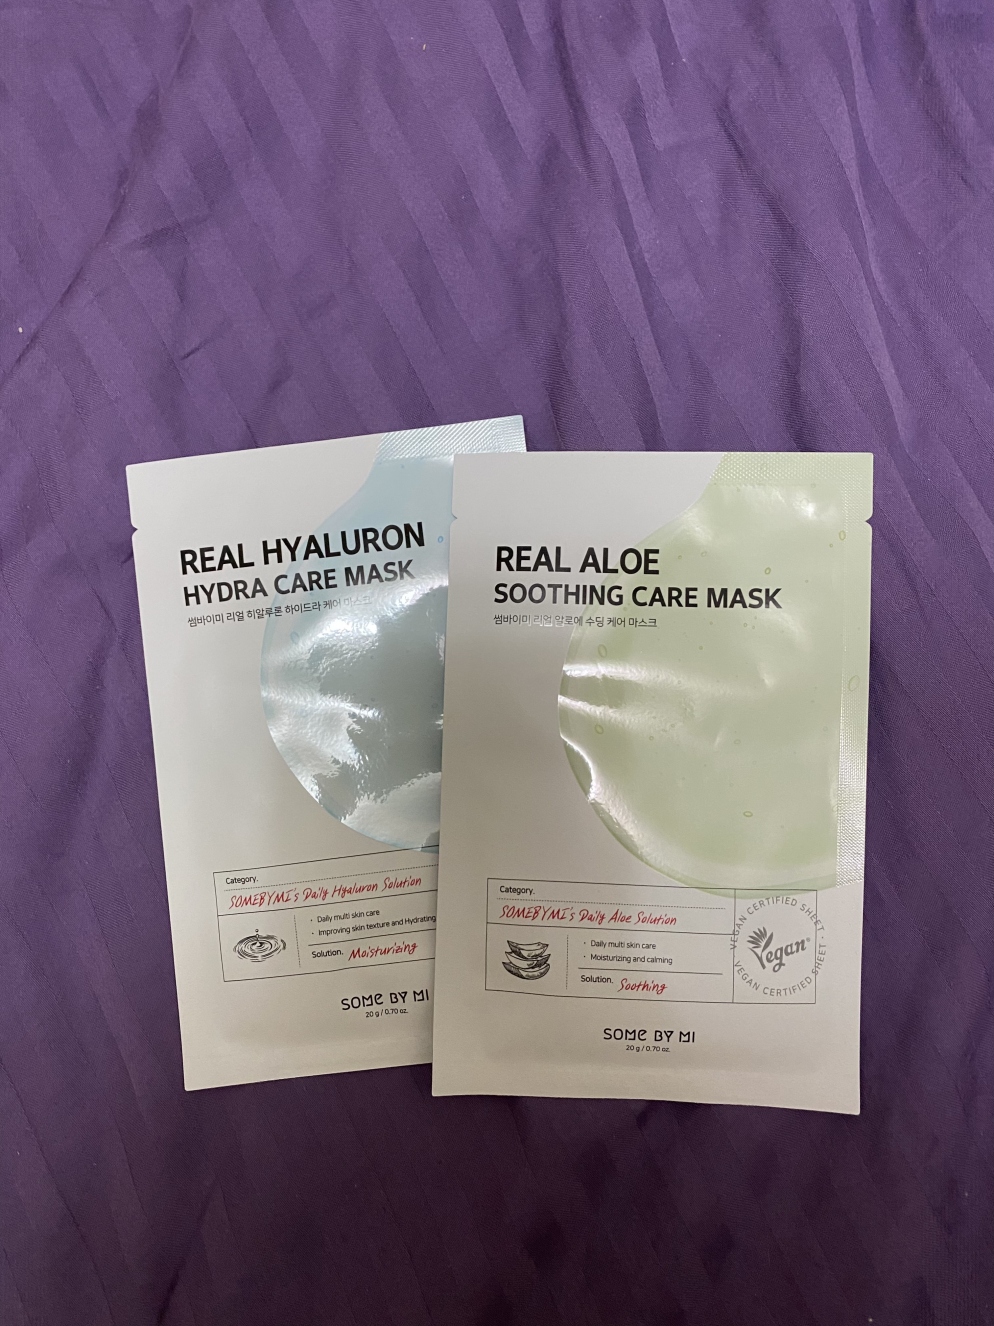 REAL HYALURON
HYDRA CARE MASK
썸바이미 리얼 히알루론 하이드라 케어 마스크
Category.
SOMEBYMI's Daily Hyaluron Solution
· Daily multi skin care
· Improving skin texture and Hydrating
Solution. Moisturizing
SOME BY MI
20 g / 0.70 oz.
REAL ALOE
SOOTHING CARE MASK
썸바이미 리얼 알로에 수딩 케어 마스크
Category.
SOMEBYMI's Daily Aloe Solution
· Daily multi skin care
· Moisturizing and calming
Solution. Soothing
VEGAN CERTIFIED SHEET · VEGAN CERTIFIED SHEET ·
Vegan
SOME BY MI
20 g / 0.70 oz.